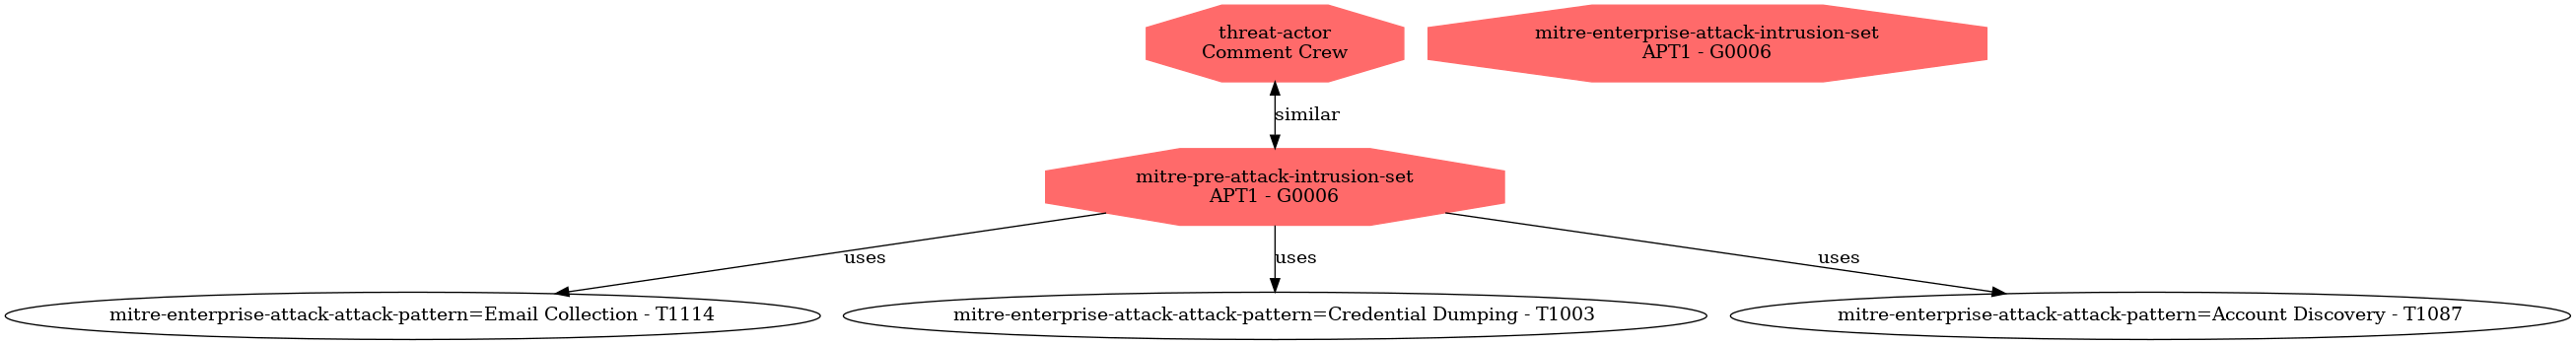 threat-actor
Comment Crew
mitre-enterprise-attack-intrusion-set
APT1 - G0006
similar
mitre-pre-attack-intrusion-set
APT1 - G0006
uses
uses
uses
mitre-enterprise-attack-attack-pattern=Email Collection - T1114
mitre-enterprise-attack-attack-pattern=Credential Dumping - T1003
mitre-enterprise-attack-attack-pattern=Account Discovery - T1087